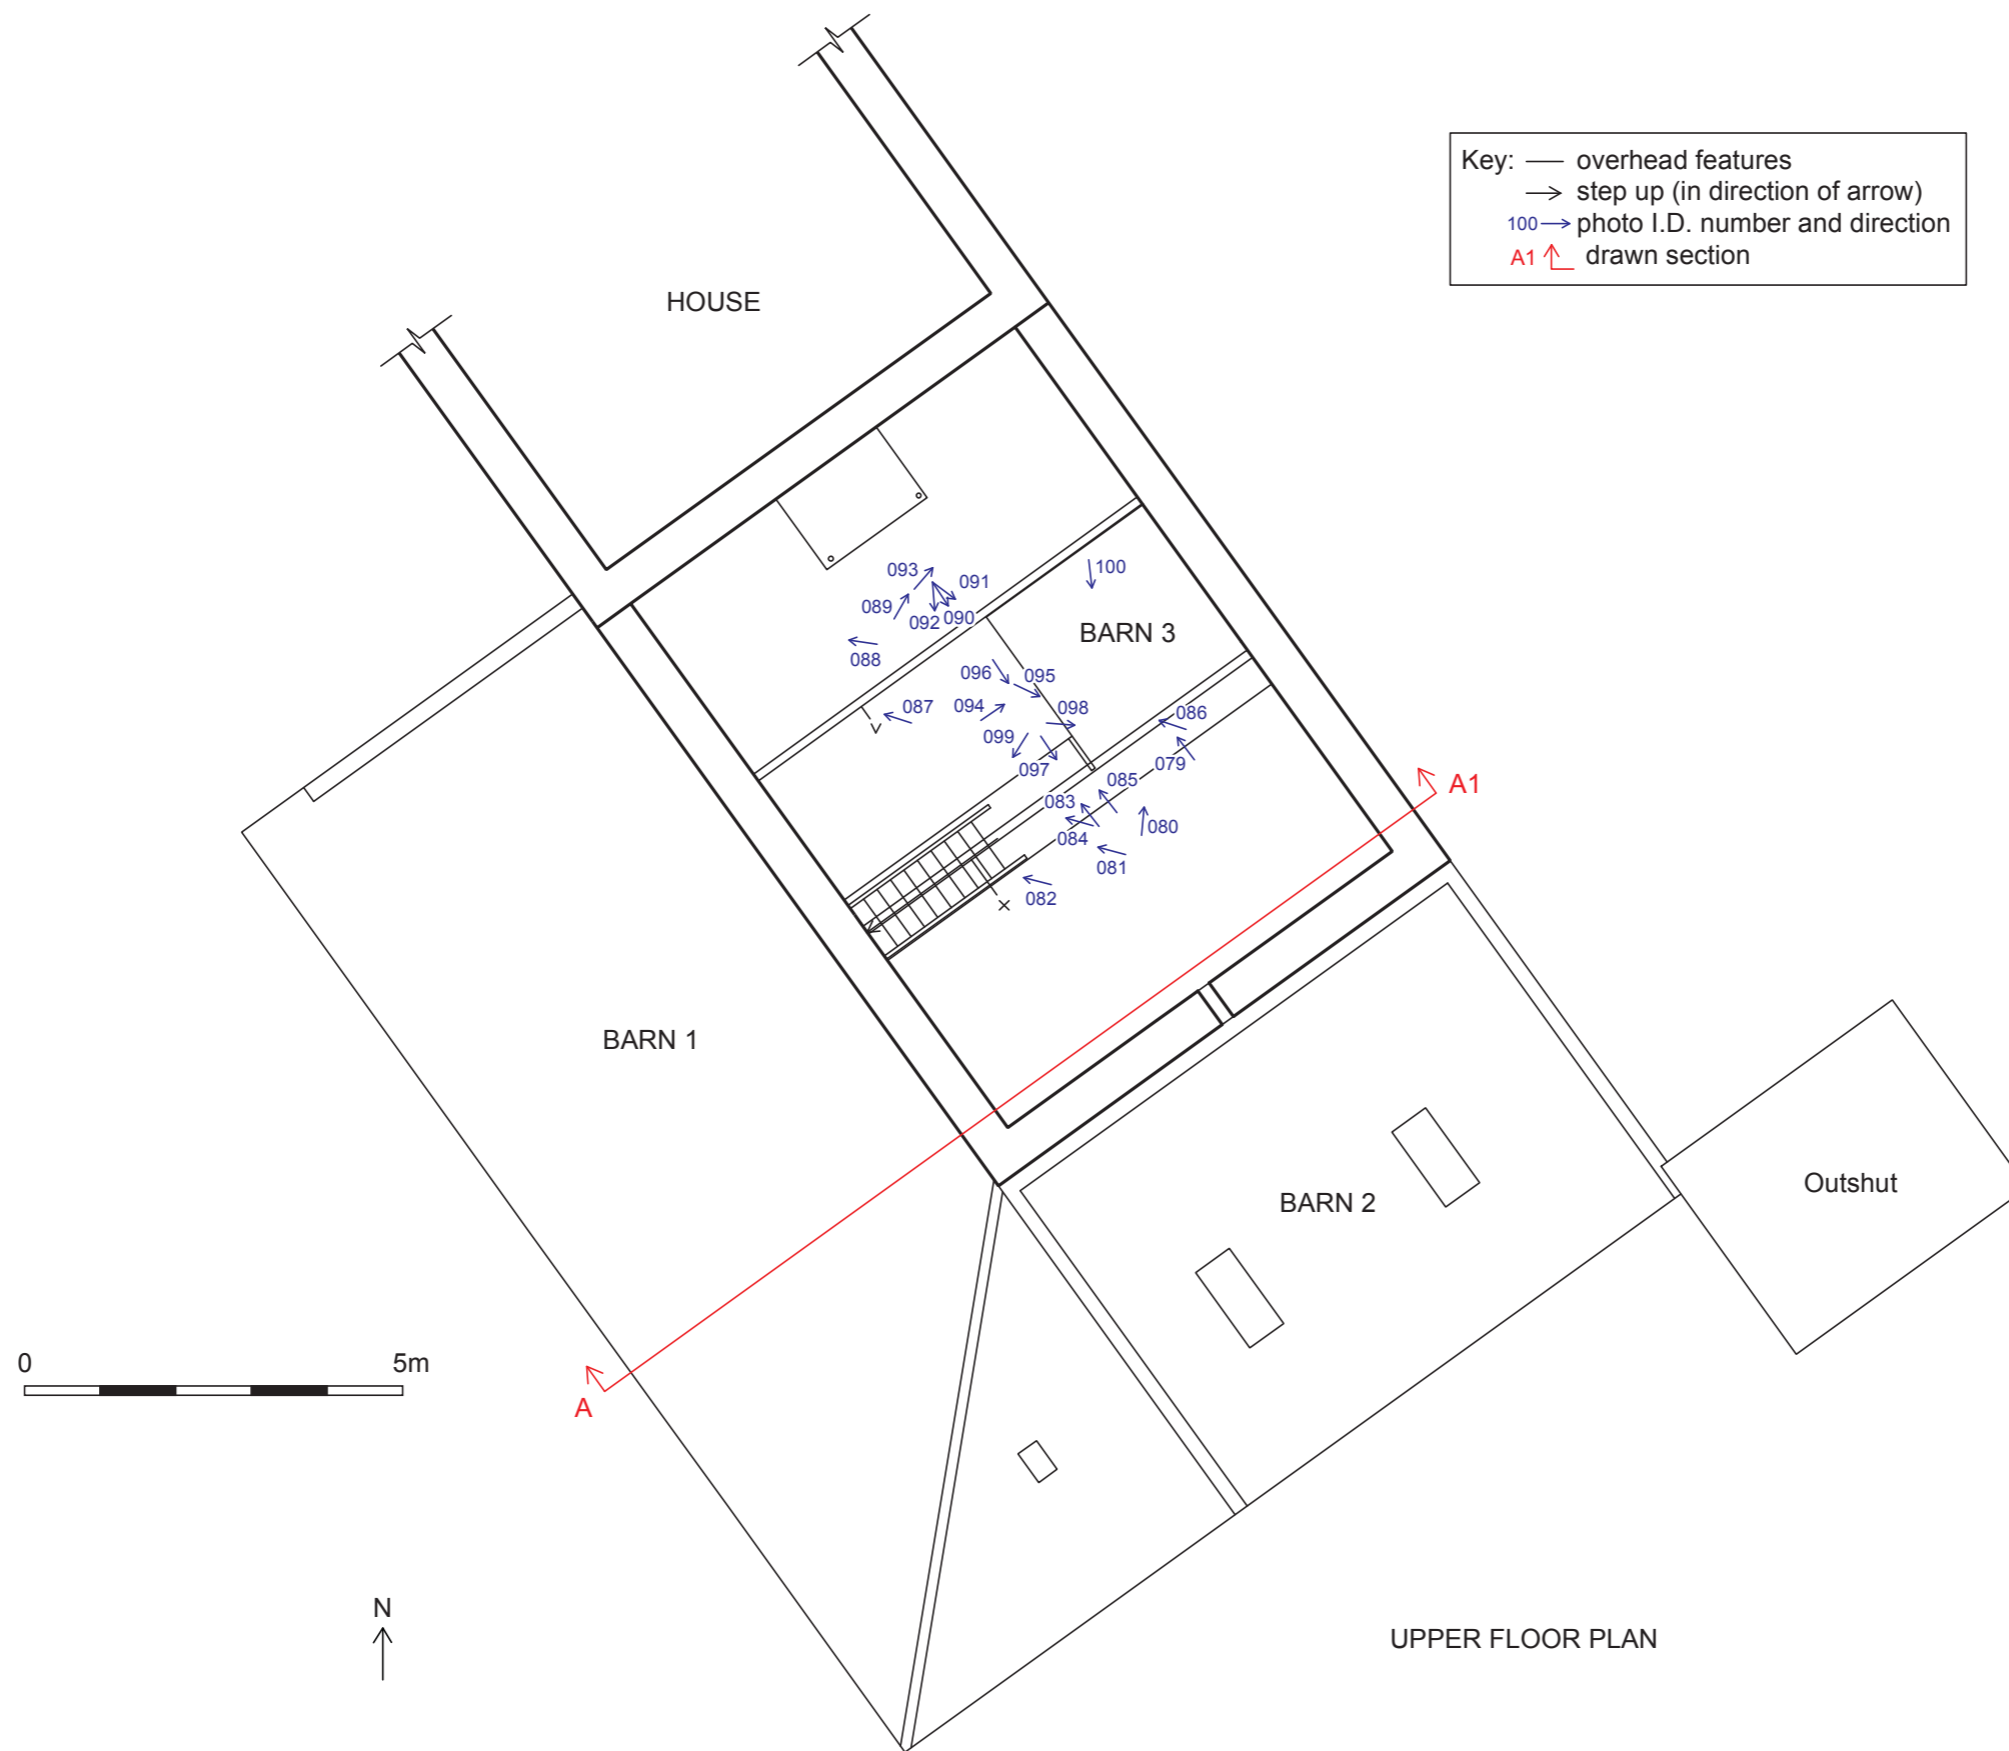 Key:
overhead features
step up (in direction of arrow)
100 photo I.D. number and direction
A1 drawn section
HOUSE
093
091
089
092
090
088
100
BARN 3
096
095
094
098
087
099
086
097
079
085
083
084
080
081
082
A1
BARN 1
BARN 2
Outshut
0 5m
A
N
UPPER FLOOR PLAN